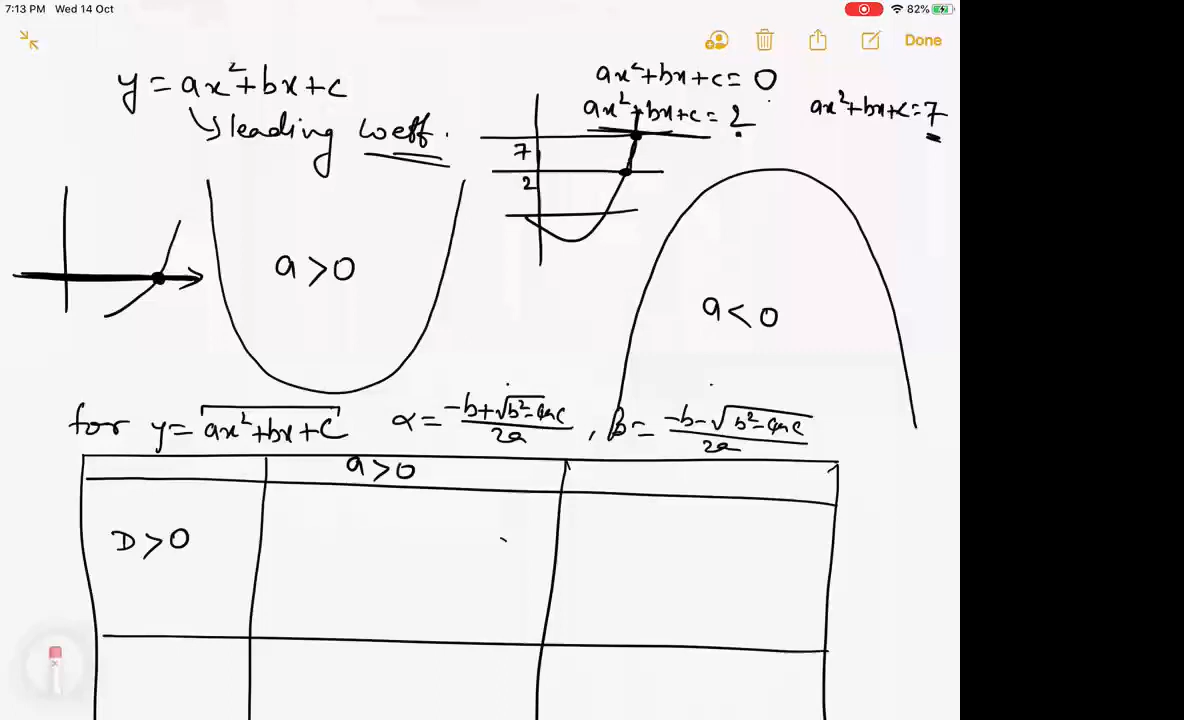 7:13 PM Wed 14 Oct
82%
Done
y = ax²+bx+c
leading coeff.
ax²+bx+c = 0
ax²+bx+c = 2
ax²+bx+c = 7
7
2
a > 0
a < 0
for y = ax²+bx+c α = -b+√b²-4ac / 2a , β = -b-√b²-4ac / 2a
a > 0
D > 0